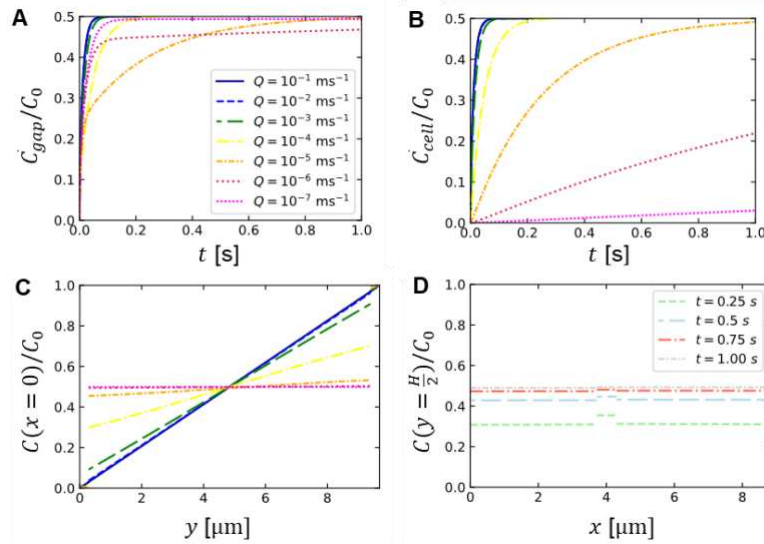 A
B
0.5
0.4
0.3
0.2
0.1
0.0
C_gap/C_0
Q = 10⁻¹ ms⁻¹
Q = 10⁻² ms⁻¹
Q = 10⁻³ ms⁻¹
Q = 10⁻⁴ ms⁻¹
Q = 10⁻⁵ ms⁻¹
Q = 10⁻⁶ ms⁻¹
Q = 10⁻⁷ ms⁻¹
0.0 0.2 0.4 0.6 0.8 1.0
t [s]
0.5
0.4
0.3
0.2
0.1
0.0
C_cell/C_0
0.0 0.2 0.4 0.6 0.8 1.0
t [s]
C
D
1.0
0.8
0.6
0.4
0.2
0.0
C(x = 0)/C_0
0 2 4 6 8
y [μm]
1.0
0.8
0.6
0.4
0.2
0.0
C(y = H/2)/C_0
t = 0.25 s
t = 0.5 s
t = 0.75 s
t = 1.00 s
0 2 4 6 8
x [μm]